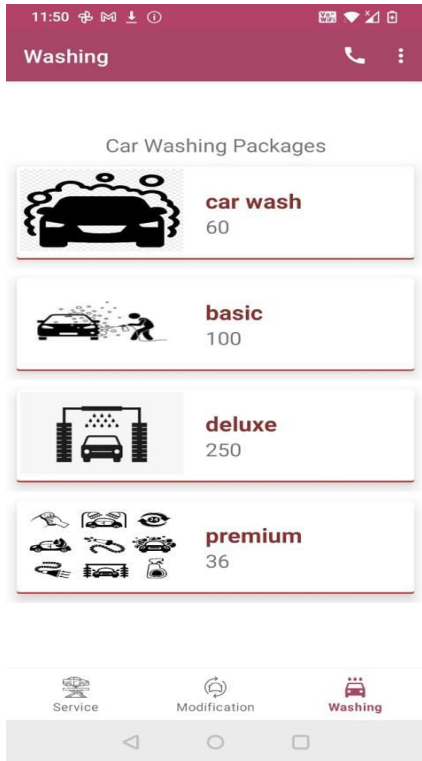 11:50
Washing
Car Washing Packages
car wash
60
basic
100
deluxe
250
premium
36
Service
Modification
Washing